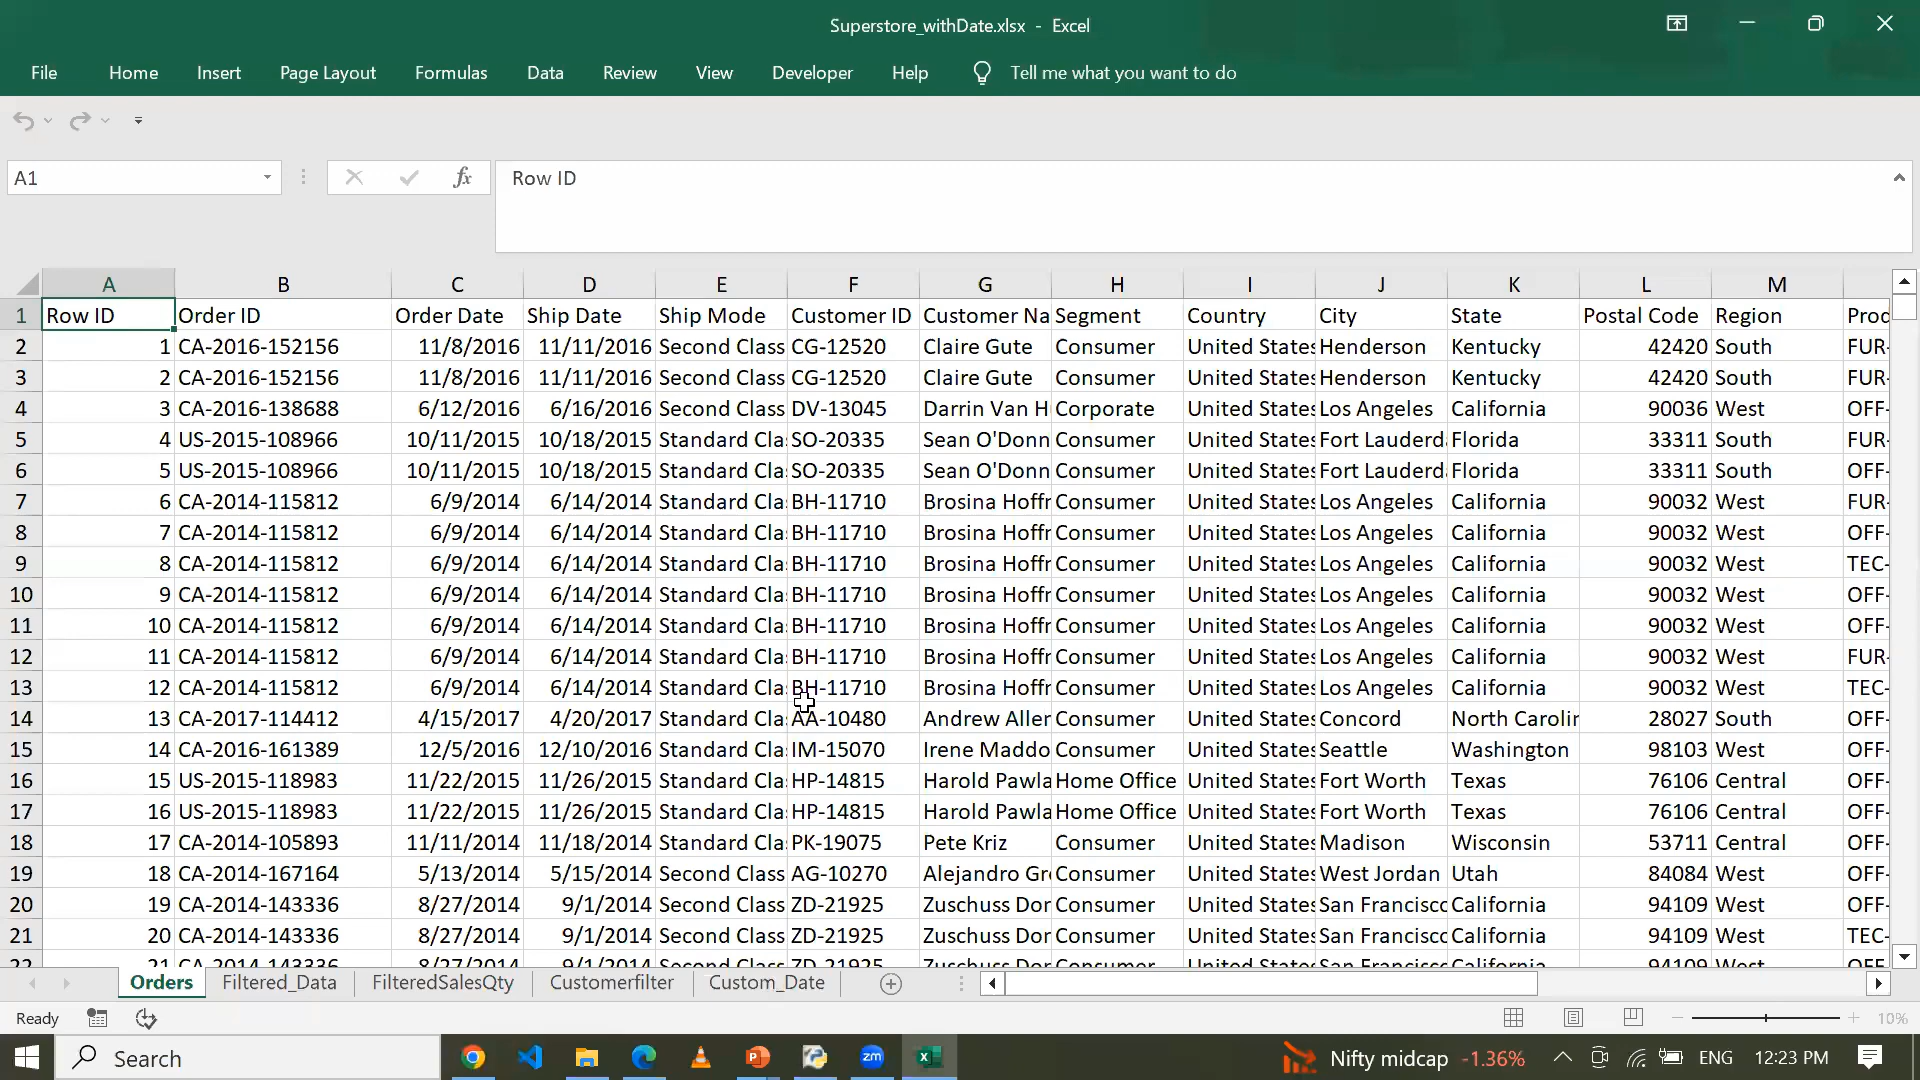 Superstore_withDate.xlsx - Excel
File Home Insert Page Layout Formulas Data Review View Developer Help Tell me what you want to do
A1 fx Row ID
A B C D E F G H I J K L M
1 Row ID Order ID Order Date Ship Date Ship Mode Customer ID Customer Na Segment Country City State Postal Code Region Prod
2 1 CA-2016-152156 11/8/2016 11/11/2016 Second Class CG-12520 Claire Gute Consumer United States Henderson Kentucky 42420 South FUR-
3 2 CA-2016-152156 11/8/2016 11/11/2016 Second Class CG-12520 Claire Gute Consumer United States Henderson Kentucky 42420 South FUR-
4 3 CA-2016-138688 6/12/2016 6/16/2016 Second Class DV-13045 Darrin Van H Corporate United States Los Angeles California 90036 West OFF-
5 4 US-2015-108966 10/11/2015 10/18/2015 Standard Cla SO-20335 Sean O'Donn Consumer United States Fort Lauderd Florida 33311 South FUR-
6 5 US-2015-108966 10/11/2015 10/18/2015 Standard Cla SO-20335 Sean O'Donn Consumer United States Fort Lauderd Florida 33311 South OFF-
7 6 CA-2014-115812 6/9/2014 6/14/2014 Standard Cla BH-11710 Brosina Hoffr Consumer United States Los Angeles California 90032 West FUR-
8 7 CA-2014-115812 6/9/2014 6/14/2014 Standard Cla BH-11710 Brosina Hoffr Consumer United States Los Angeles California 90032 West OFF-
9 8 CA-2014-115812 6/9/2014 6/14/2014 Standard Cla BH-11710 Brosina Hoffr Consumer United States Los Angeles California 90032 West TEC-
10 9 CA-2014-115812 6/9/2014 6/14/2014 Standard Cla BH-11710 Brosina Hoffr Consumer United States Los Angeles California 90032 West OFF-
11 10 CA-2014-115812 6/9/2014 6/14/2014 Standard Cla BH-11710 Brosina Hoffr Consumer United States Los Angeles California 90032 West OFF-
12 11 CA-2014-115812 6/9/2014 6/14/2014 Standard Cla BH-11710 Brosina Hoffr Consumer United States Los Angeles California 90032 West FUR-
13 12 CA-2014-115812 6/9/2014 6/14/2014 Standard Cla BH-11710 Brosina Hoffr Consumer United States Los Angeles California 90032 West TEC-
14 13 CA-2017-114412 4/15/2017 4/20/2017 Standard Cla AA-10480 Andrew Aller Consumer United States Concord North Carolir 28027 South OFF-
15 14 CA-2016-161389 12/5/2016 12/10/2016 Standard Cla IM-15070 Irene Maddo Consumer United States Seattle Washington 98103 West OFF-
16 15 US-2015-118983 11/22/2015 11/26/2015 Standard Cla HP-14815 Harold Pawla Home Office United States Fort Worth Texas 76106 Central OFF-
17 16 US-2015-118983 11/22/2015 11/26/2015 Standard Cla HP-14815 Harold Pawla Home Office United States Fort Worth Texas 76106 Central OFF-
18 17 CA-2014-105893 11/11/2014 11/18/2014 Standard Cla PK-19075 Pete Kriz Consumer United States Madison Wisconsin 53711 Central OFF-
19 18 CA-2014-167164 5/13/2014 5/15/2014 Second Class AG-10270 Alejandro Gr Consumer United States West Jordan Utah 84084 West OFF-
20 19 CA-2014-143336 8/27/2014 9/1/2014 Second Class ZD-21925 Zuschuss Dor Consumer United States San Francisco California 94109 West OFF-
21 20 CA-2014-143336 8/27/2014 9/1/2014 Second Class ZD-21925 Zuschuss Dor Consumer United States San Francisco California 94109 West TEC-
22 21 CA-2014-143336 8/27/2014 9/1/2014 Second Class ZD-21925 Zuschuss Dor Consumer United States San Francisco California 94109 West OFF-
Orders Filtered_Data FilteredSalesQty Customerfilter Custom_Date
Ready 10%
Search zm Nifty midcap -1.36% ENG 12:23 PM